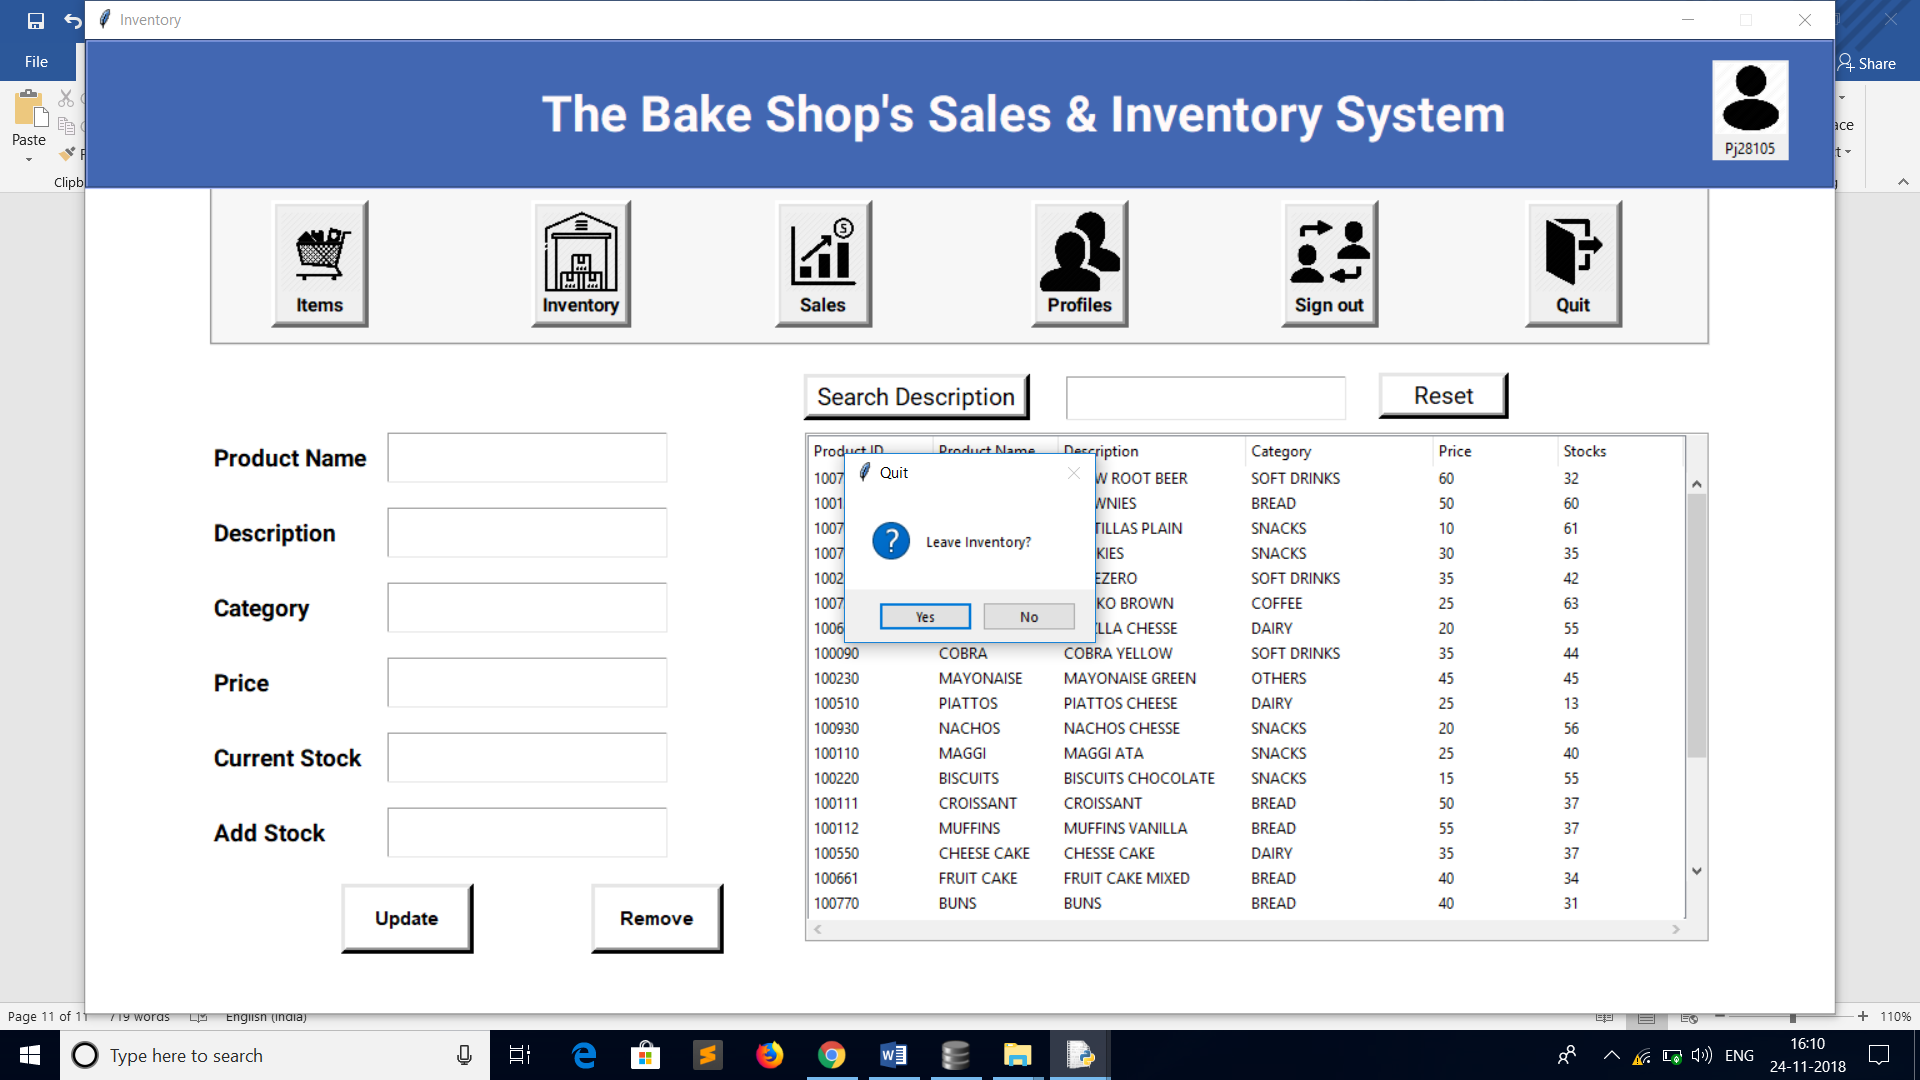 Inventory
File
Share
The Bake Shop's Sales & Inventory System
Pj28105
Paste
Clipb
Items
Inventory
Sales
Profiles
Sign out
Quit
Search Description
Reset
Product Name
Description
Category
Price
Current Stock
Add Stock
Update
Remove
Product ID Product Name Description Category Price Stocks
1007 W ROOT BEER SOFT DRINKS 60 32
1001 WNIES BREAD 50 60
1007 TILLAS PLAIN SNACKS 10 61
1007 KIES SNACKS 30 35
1002 EZERO SOFT DRINKS 35 42
1007 KO BROWN COFFEE 25 63
1006 LLA CHESSE DAIRY 20 55
100090 COBRA COBRA YELLOW SOFT DRINKS 35 44
100230 MAYONAISE MAYONAISE GREEN OTHERS 45 45
100510 PIATTOS PIATTOS CHEESE DAIRY 25 13
100930 NACHOS NACHOS CHESSE SNACKS 20 56
100110 MAGGI MAGGI ATA SNACKS 25 40
100220 BISCUITS BISCUITS CHOCOLATE SNACKS 15 55
100111 CROISSANT CROISSANT BREAD 50 37
100112 MUFFINS MUFFINS VANILLA BREAD 55 37
100550 CHEESE CAKE CHESSE CAKE DAIRY 35 37
100661 FRUIT CAKE FRUIT CAKE MIXED BREAD 40 34
100770 BUNS BUNS BREAD 40 31
Quit
Leave Inventory?
Yes
No
Page 11 of 11 719 words English (India)
110%
Type here to search
ENG
16:10
24-11-2018